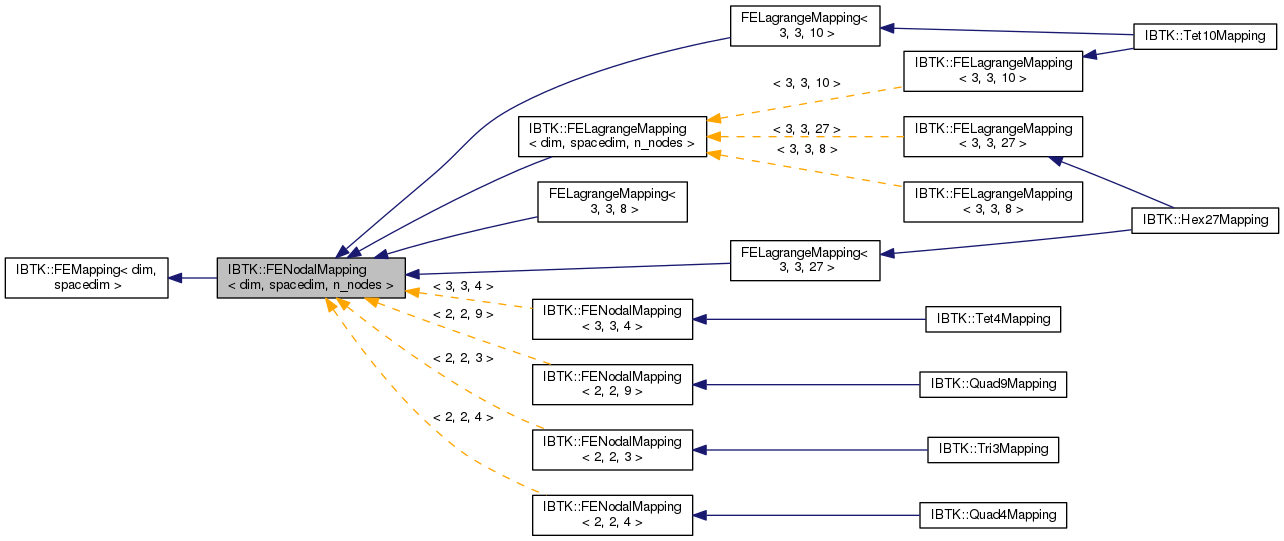 FELagrangeMapping<
3, 3, 10 >
IBTK::Tet10Mapping
IBTK::FELagrangeMapping
< 3, 3, 10 >
< 3, 3, 10 >
IBTK::FELagrangeMapping
< dim, spacedim, n_nodes >
< 3, 3, 27 >
IBTK::FELagrangeMapping
< 3, 3, 27 >
< 3, 3, 8 >
FELagrangeMapping<
3, 3, 8 >
IBTK::FELagrangeMapping
< 3, 3, 8 >
IBTK::Hex27Mapping
FELagrangeMapping<
3, 3, 27 >
IBTK::FEMapping< dim,
spacedim >
IBTK::FENodalMapping
< dim, spacedim, n_nodes >
< 3, 3, 4 >
IBTK::FENodalMapping
< 3, 3, 4 >
IBTK::Tet4Mapping
< 2, 2, 9 >
IBTK::FENodalMapping
< 2, 2, 9 >
IBTK::Quad9Mapping
< 2, 2, 3 >
IBTK::FENodalMapping
< 2, 2, 3 >
IBTK::Tri3Mapping
< 2, 2, 4 >
IBTK::FENodalMapping
< 2, 2, 4 >
IBTK::Quad4Mapping